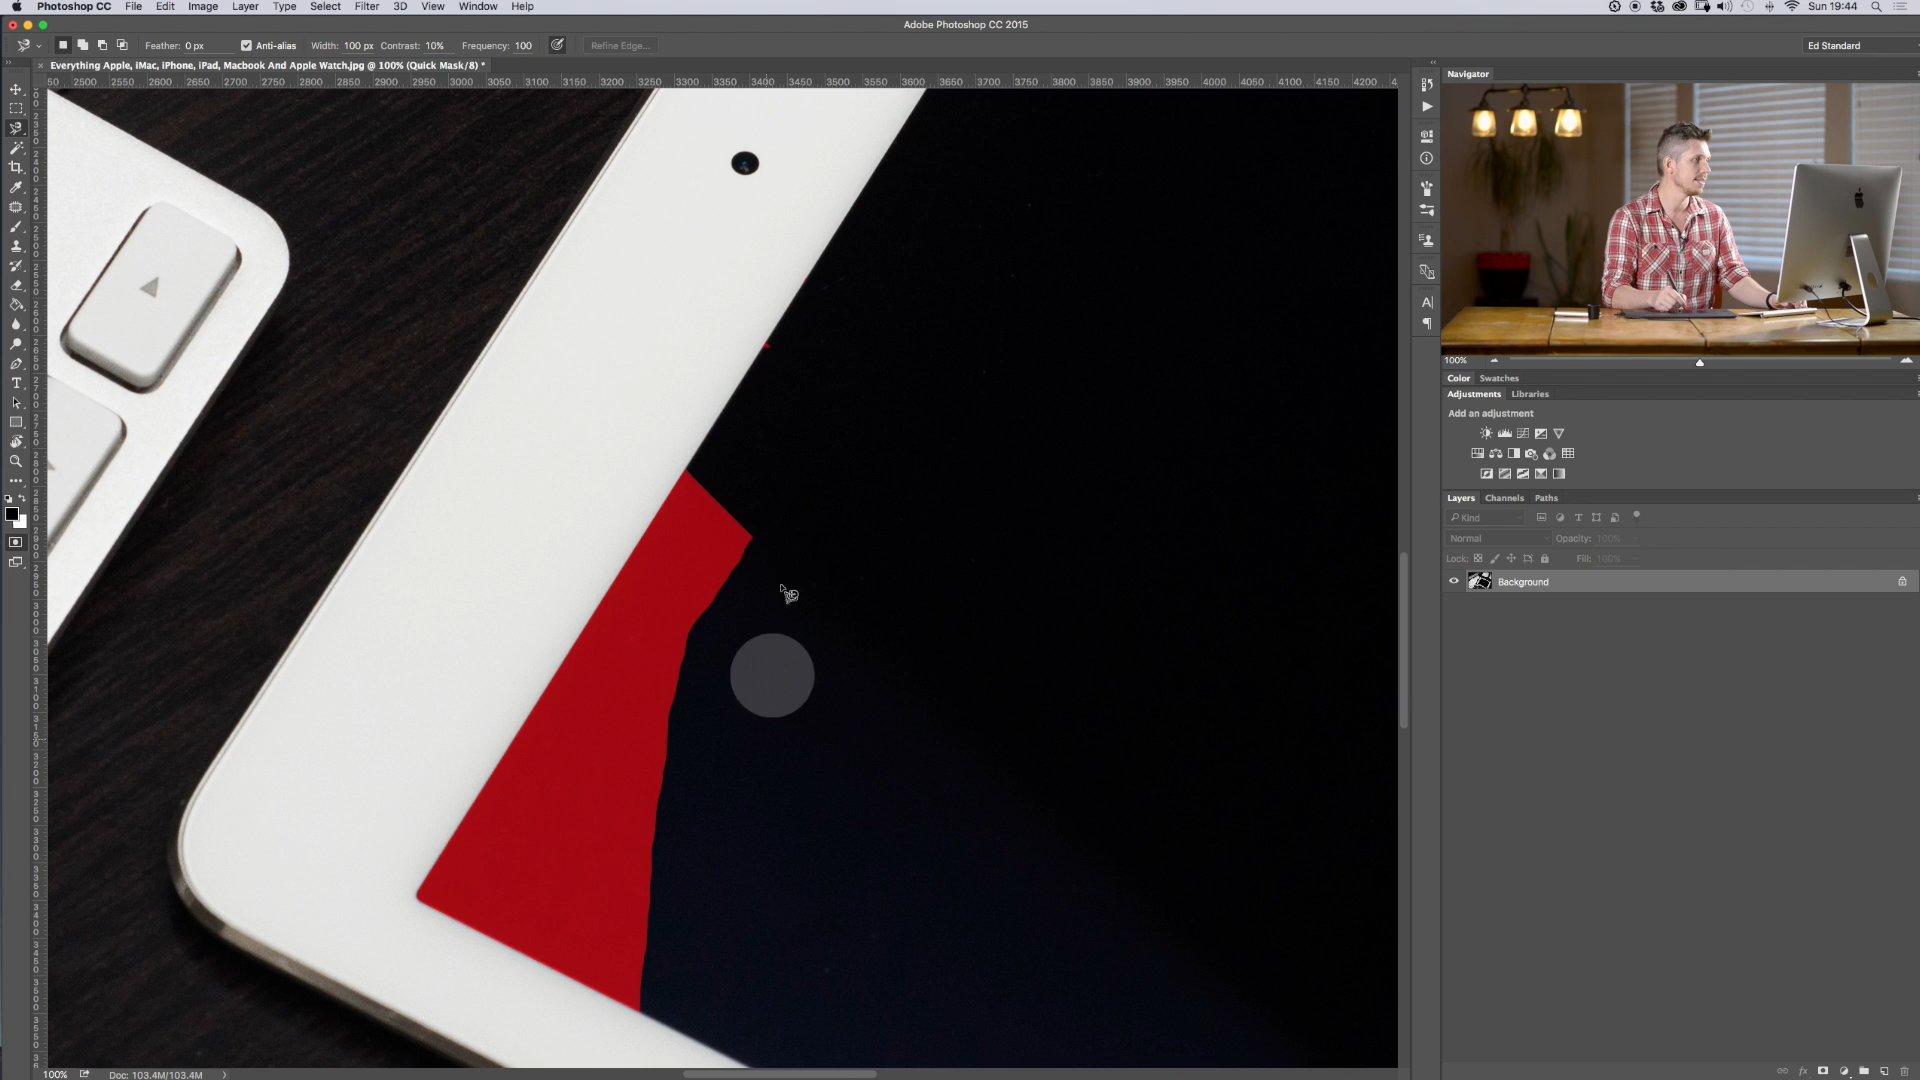 Photoshop CC File Edit Image Layer Type Select Filter 3D View Window Help Sun 19:44
Adobe Photoshop CC 2015
Feather: 0 px Anti-alias Width: 100 px Contrast: 10% Frequency: 100 Refine Edge... Ed Standard
Everything Apple, iMac, iPhone, iPad, Macbook And Apple Watch.jpg @ 100% (Quick Mask/8) *
Navigator
50 2500 2550 2600 2650 2700 2750 2800 2850 2900 2950 3000 3050 3100 3150 3200 3250 3300 3350 3400 3450 3500 3550 3600 3650 3700 3750 3800 3850 3900 3950 4000 4050 4100 4150 4200
100%
Color Swatches
Adjustments Libraries
Add an adjustment
Layers Channels Paths
Kind
Normal Opacity: 100%
Lock: Fill: 100%
Background
100% Doc: 103.4M/103.4M